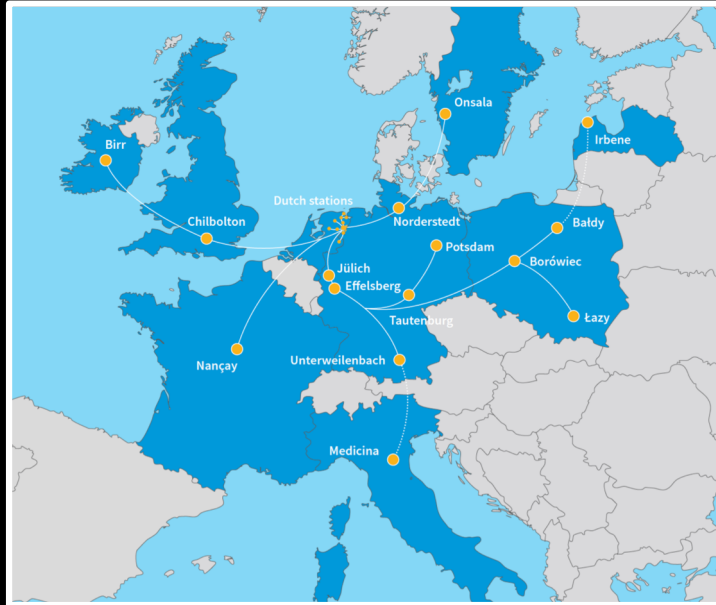 Onsala
Birr
Irbene
Dutch stations
Chilbolton
Norderstedt
Bałdy
Potsdam
Borówiec
Jülich
Effelsberg
Tautenburg
Łazy
Nançay
Unterweilenbach
Medicina